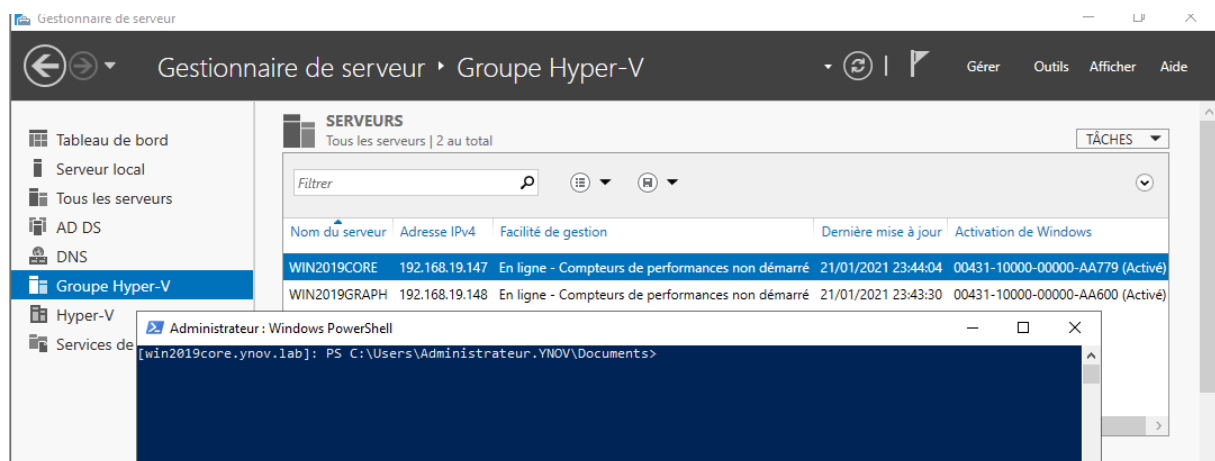 Gestionnaire de serveur
Gestionnaire de serveur ‣ Groupe Hyper-V
Gérer Outils Afficher Aide
Tableau de bord
Serveur local
Tous les serveurs
AD DS
DNS
Groupe Hyper-V
Hyper-V
Services de
SERVEURS
Tous les serveurs | 2 au total
TÂCHES
Filtrer
Nom du serveur Adresse IPv4 Facilité de gestion Dernière mise à jour Activation de Windows
WIN2019CORE 192.168.19.147 En ligne - Compteurs de performances non démarré 21/01/2021 23:44:04 00431-10000-00000-AA779 (Activé)
WIN2019GRAPH 192.168.19.148 En ligne - Compteurs de performances non démarré 21/01/2021 23:43:30 00431-10000-00000-AA600 (Activé)
Administrateur : Windows PowerShell
[win2019core.ynov.lab]: PS C:\Users\Administrateur.YNOV\Documents>